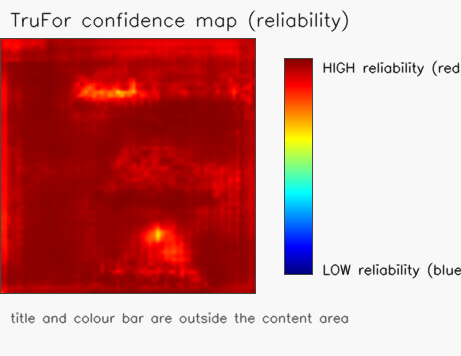 TruFor confidence map (reliability)
HIGH reliability (red
LOW reliability (blue
title and colour bar are outside the content area